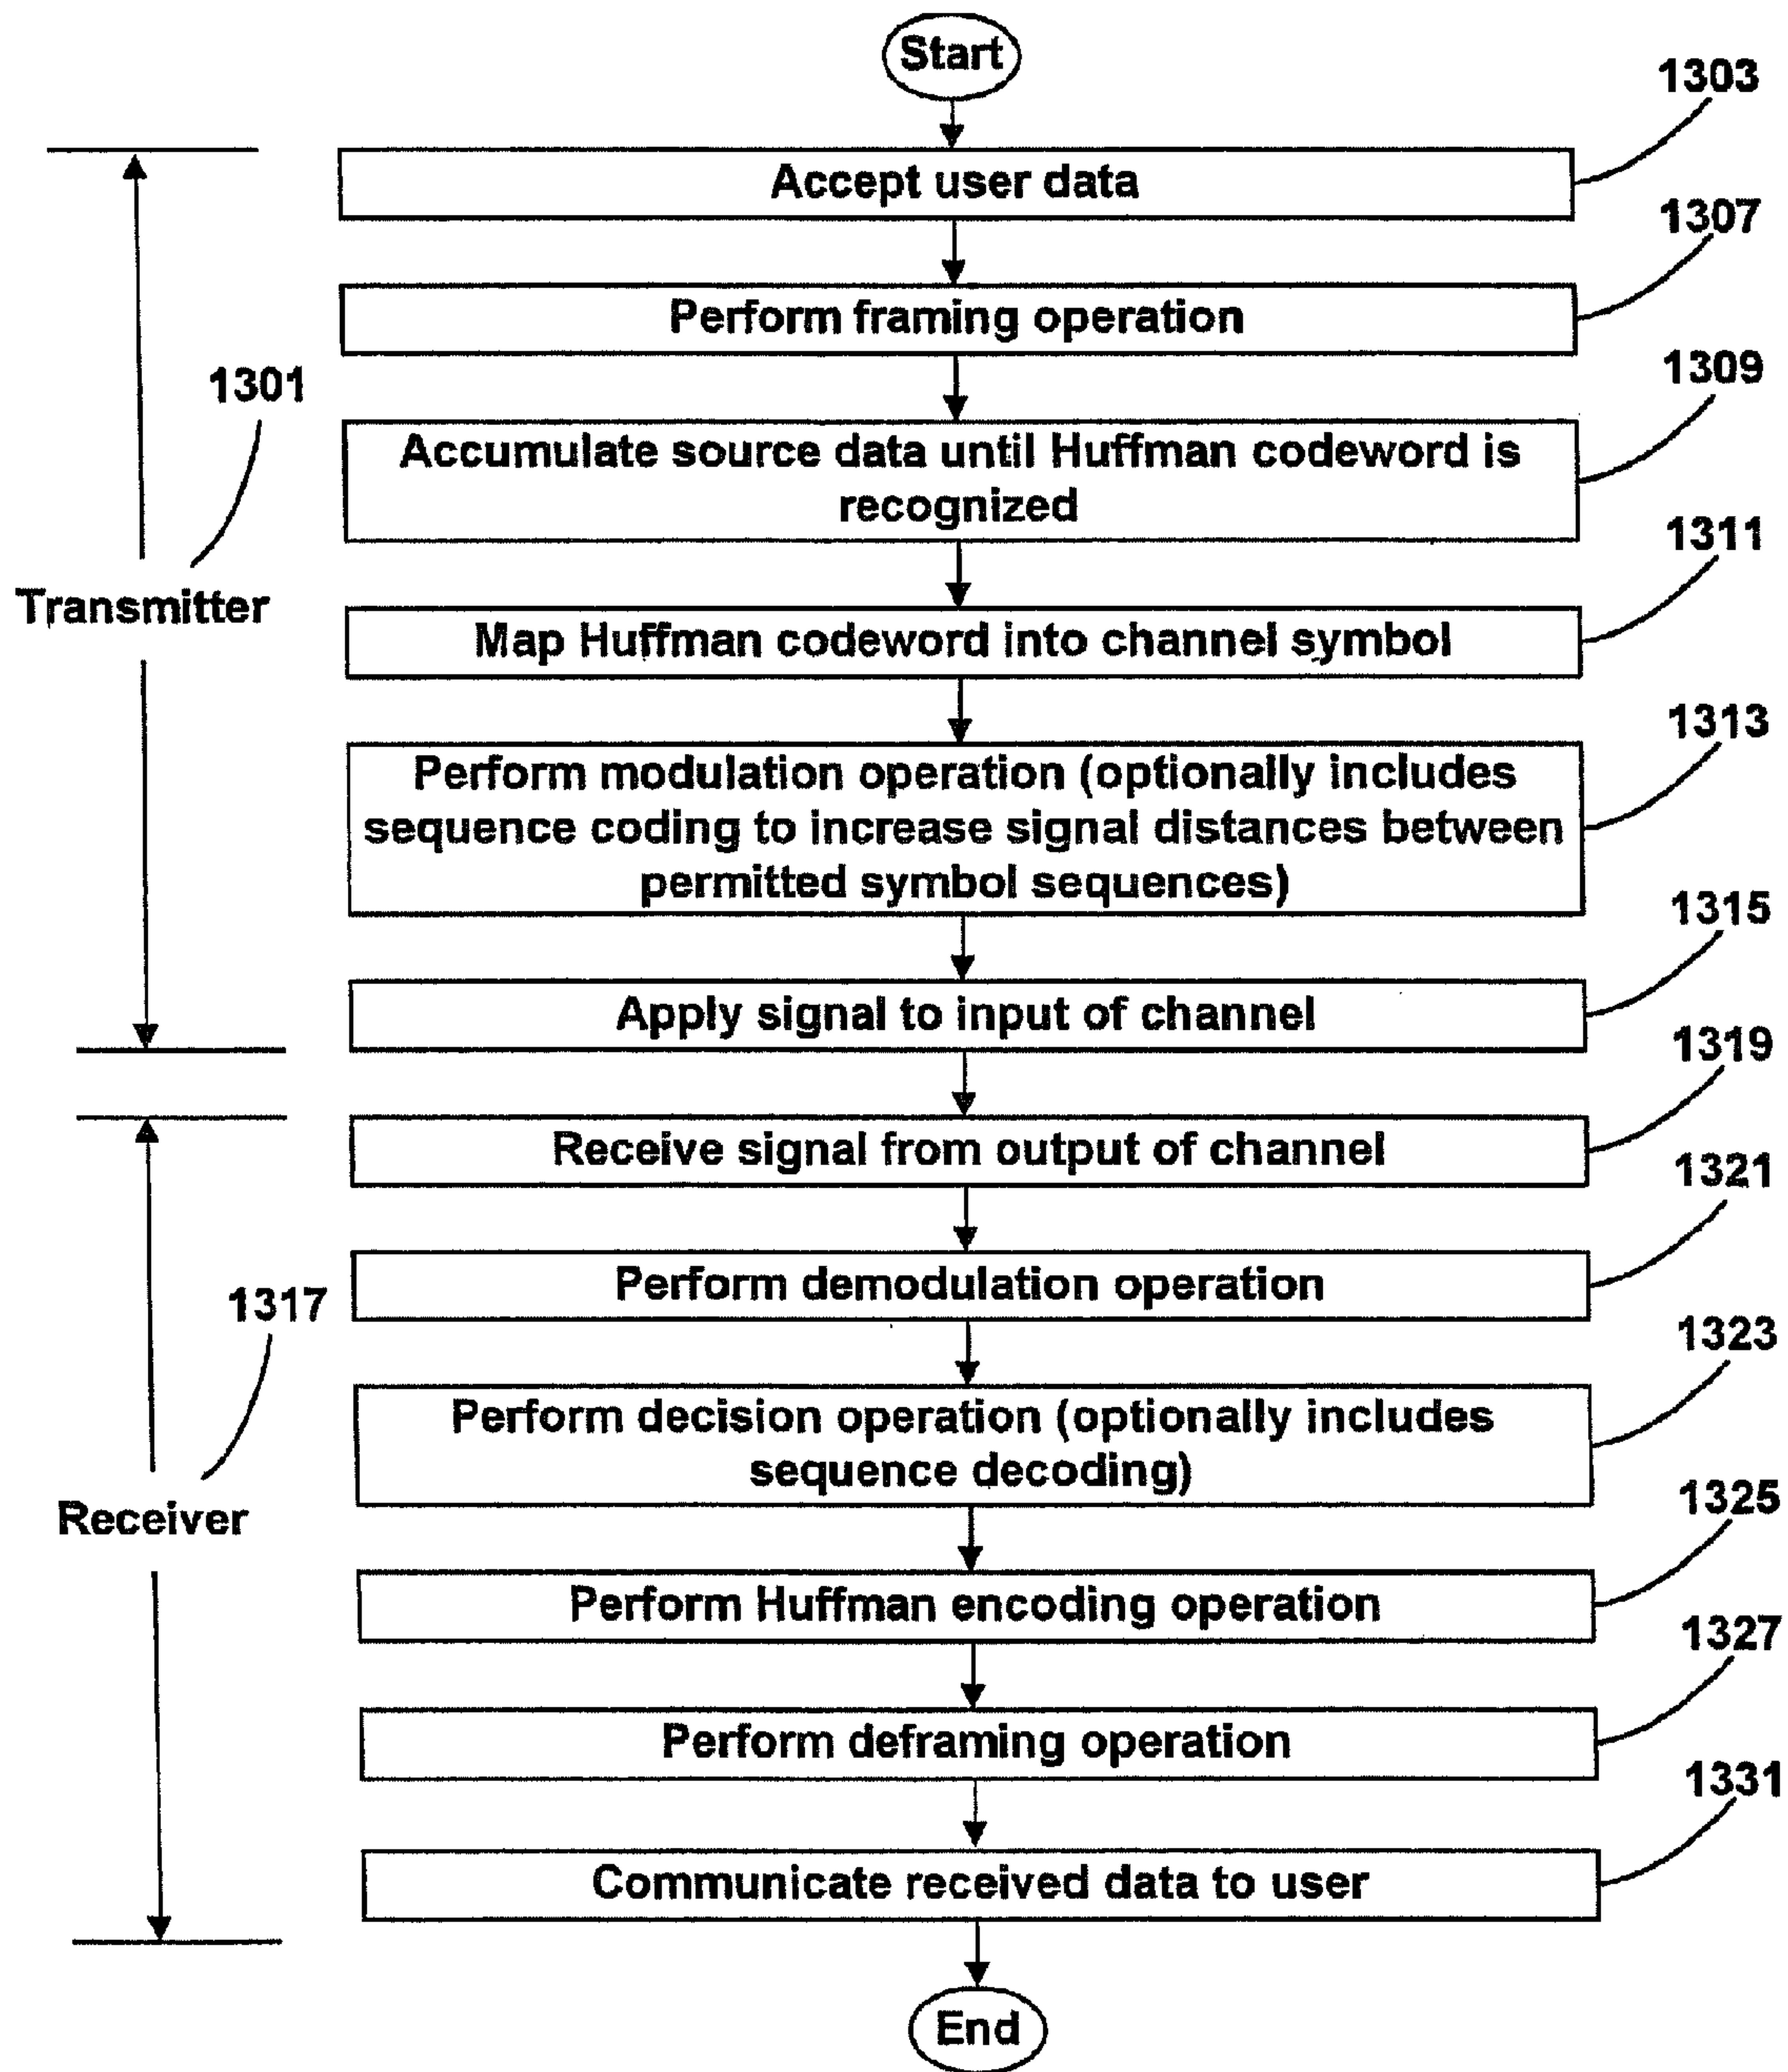 Start
1303
Accept user data
1307
Perform framing operation
1301
1309
Accumulate source data until Huffman codeword is
recognized
1311
Transmitter
Map Huffman codeword into channel symbol
1313
Perform modulation operation (optionally includes
sequence coding to increase signal distances between
permitted symbol sequences)
1315
Apply signal to input of channel
1319
Receive signal from output of channel
1321
Perform demodulation operation
1317
1323
Perform decision operation (optionally includes
sequence decoding)
1325
Receiver
Perform Huffman encoding operation
1327
Perform deframing operation
1331
Communicate received data to user
End